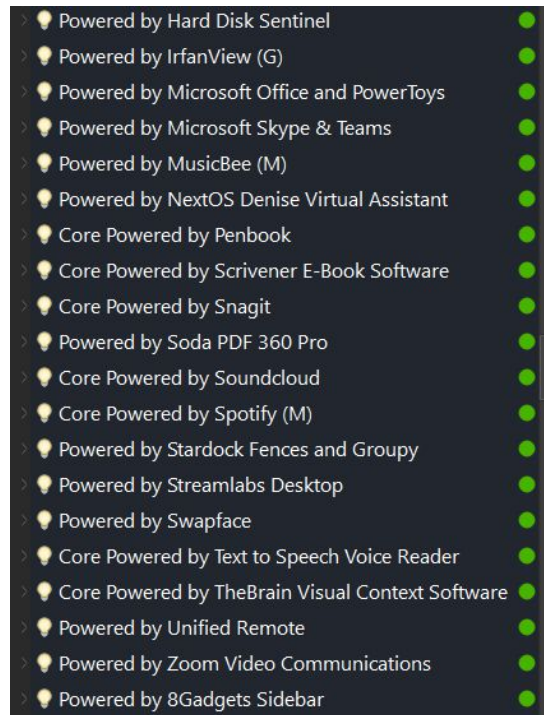 Powered by Hard Disk Sentinel
Powered by IrfanView (G)
Powered by Microsoft Office and PowerToys
Powered by Microsoft Skype & Teams
Powered by MusicBee (M)
Powered by NextOS Denise Virtual Assistant
Core Powered by Penbook
Core Powered by Scrivener E-Book Software
Core Powered by Snagit
Powered by Soda PDF 360 Pro
Core Powered by Soundcloud
Core Powered by Spotify (M)
Powered by Stardock Fences and Groupy
Powered by Streamlabs Desktop
Powered by Swapface
Core Powered by Text to Speech Voice Reader
Core Powered by TheBrain Visual Context Software
Powered by Unified Remote
Powered by Zoom Video Communications
Powered by 8Gadgets Sidebar